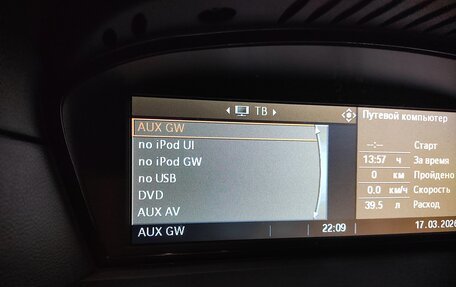 ТВ
AUX GW
no iPod UI
no iPod GW
no USB
DVD
AUX AV
AUX GW
22:09
Путевой компьютер
--:-- Старт
13:57 ч За время
0 км Пройдено
0.0 км/ч Скорость
39.5 л Расход
17.03.2026